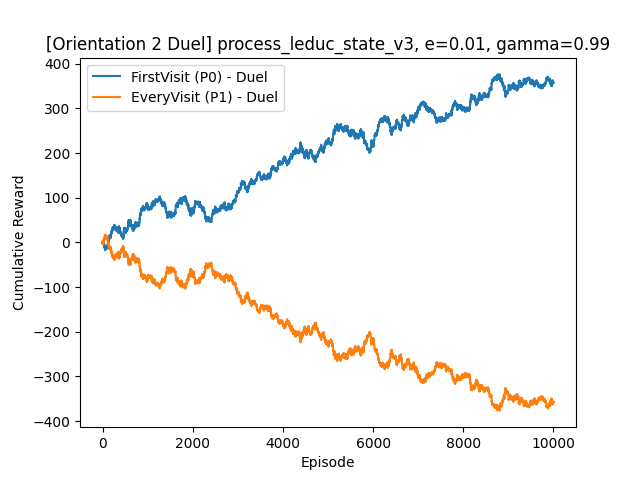 [Orientation 2 Duel] process_leduc_state_v3, e=0.01, gamma=0.99
FirstVisit (P0) - Duel
EveryVisit (P1) - Duel
400
300
200
100
0
−100
−200
−300
−400
Cumulative Reward
0 2000 4000 6000 8000 10000
Episode